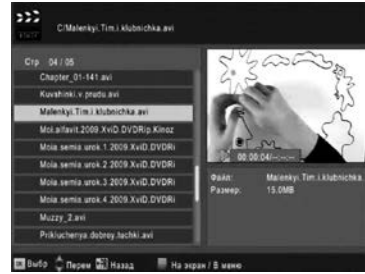 C/Malenkyi.Tim.i.klubnichka.avi
Стр 04 / 05
Chapter_01-141.avi
Kuvshinki.v.prudu.avi
Malenkyi.Tim.i.klubnichka.avi
Moi.alfavit.2009.XviD.DVDRip.Kinoz
Moia.semia.urok.1.2009.XviD.DVDRi
Moia.semia.urok.2.2009.XviD.DVDRi
Moia.semia.urok.3.2009.XviD.DVDRi
Moia.semia.urok.4.2009.XviD.DVDRi
Muzzy_2.avi
Prikluchenya.dobroy.tuchki.avi
00:00:04/--:--:--
Файл: Malenkyi.Tim.i.klubnichka
Размер: 15.0MB
Выбр Перем Назад На экран / В меню